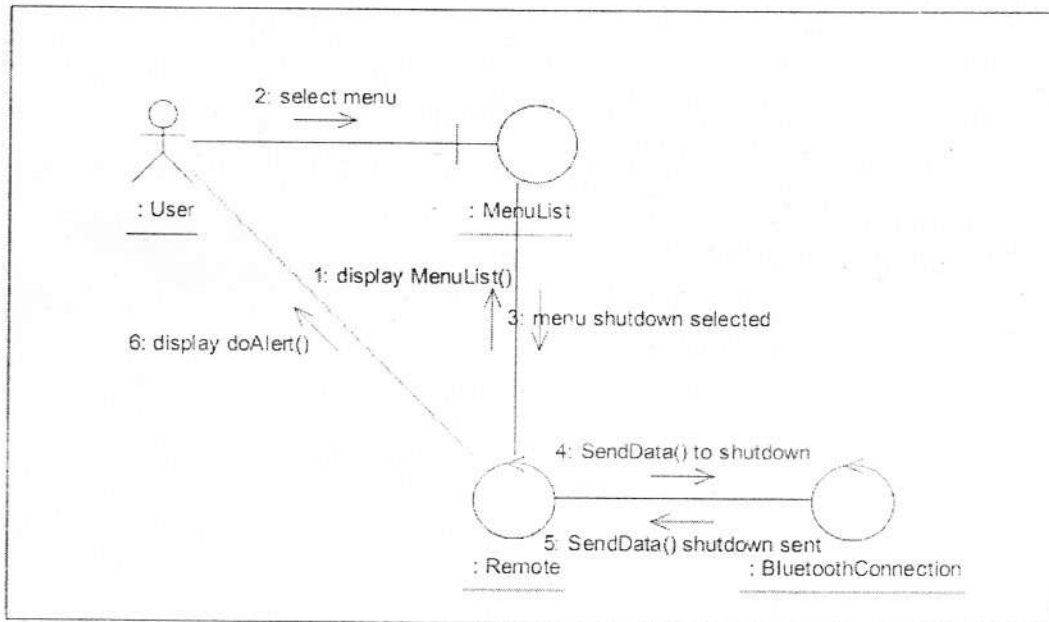 2: select menu
: User
: MenuList
1: display MenuList()
3: menu shutdown selected
6: display doAlert()
4: SendData() to shutdown
5: SendData() shutdown sent
: Remote
: BluetoothConnection